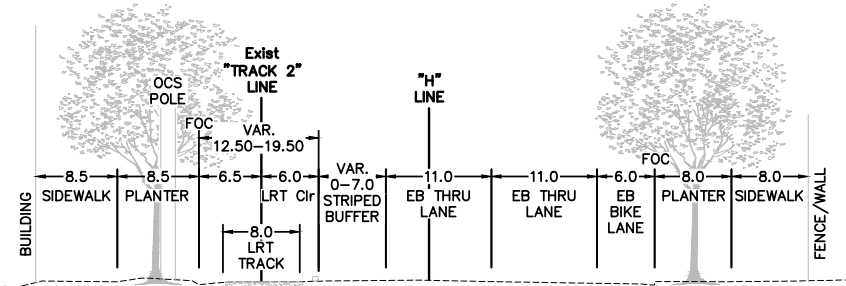 Exist
"TRACK 2"
LINE
"H"
LINE
OCS
POLE
FOC
VAR.
12.50-19.50
FOC
8.5
8.5
6.5
6.0
VAR.
0-7.0
STRIPED
BUFFER
11.0
11.0
6.0
8.0
8.0
SIDEWALK
PLANTER
LRT Clr
EB THRU
LANE
EB THRU
LANE
EB
BIKE
LANE
PLANTER
SIDEWALK
8.0
LRT
TRACK
BUILDING
FENCE/WALL